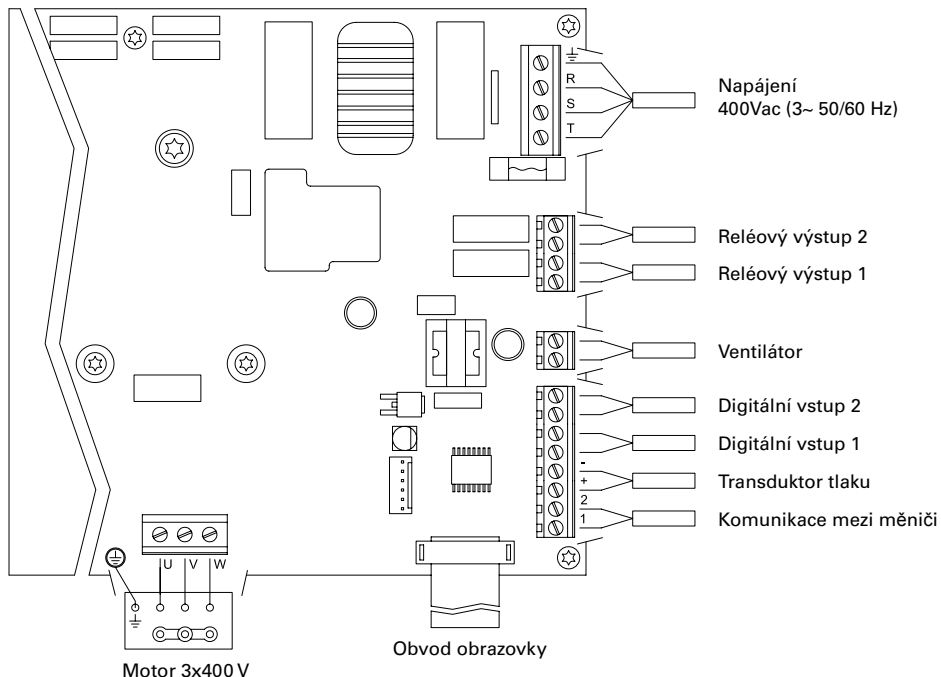 R
S
T
Napájení
400Vac (3~ 50/60 Hz)
Reléový výstup 2
Reléový výstup 1
Ventilátor
Digitální vstup 2
Digitální vstup 1
-
+
Transduktor tlaku
2
1
Komunikace mezi měniči
U V W
Obvod obrazovky
Motor 3x400 V